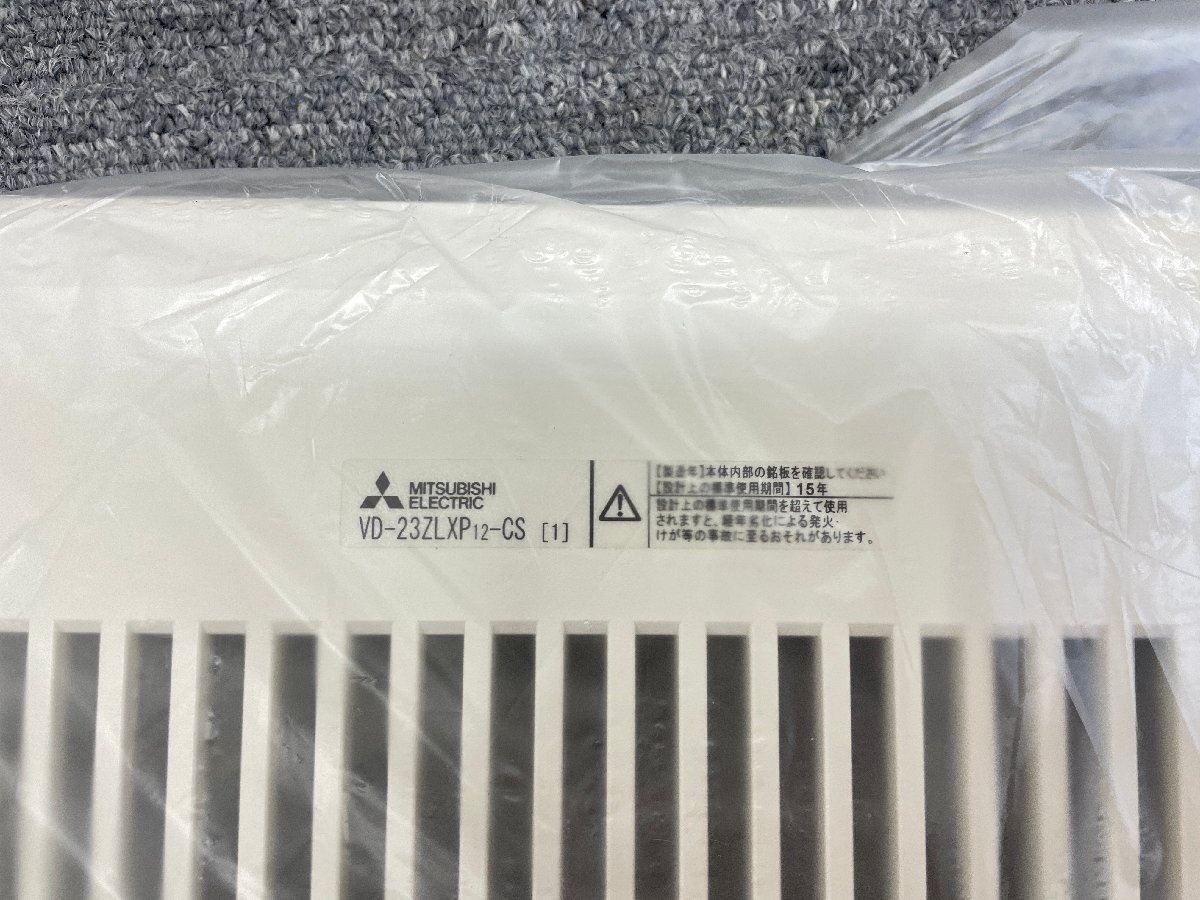 MITSUBISHI
ELECTRIC
VD-23ZLXP12-CS [1]
【製造年】本体内部の銘板を確認してください
【設計上の標準使用期間】15年
設計上の標準使用期間を超えて使用
されますと、経年劣化による発火・
けが等の事故に至るおそれがあります。